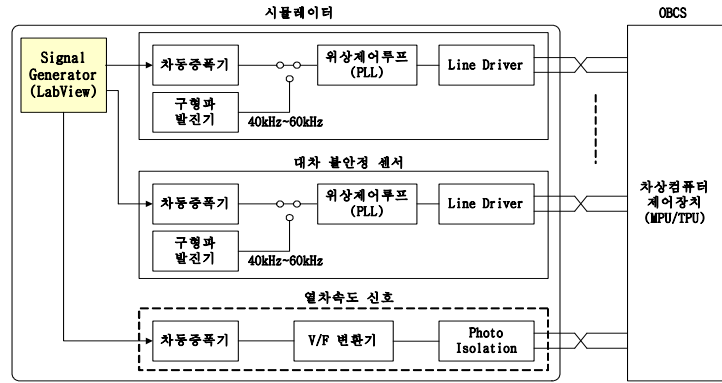 시뮬레이터
OBCS
Signal
Generator
(LabView)
차동증폭기
위상제어루프
(PLL)
Line Driver
구형파
발진기
40kHz~60kHz
대차 불안정 센서
차동증폭기
위상제어루프
(PLL)
Line Driver
구형파
발진기
40kHz~60kHz
차상컴퓨터
제어장치
(MPU/TPU)
열차속도 신호
차동증폭기
V/F 변환기
Photo
Isolation